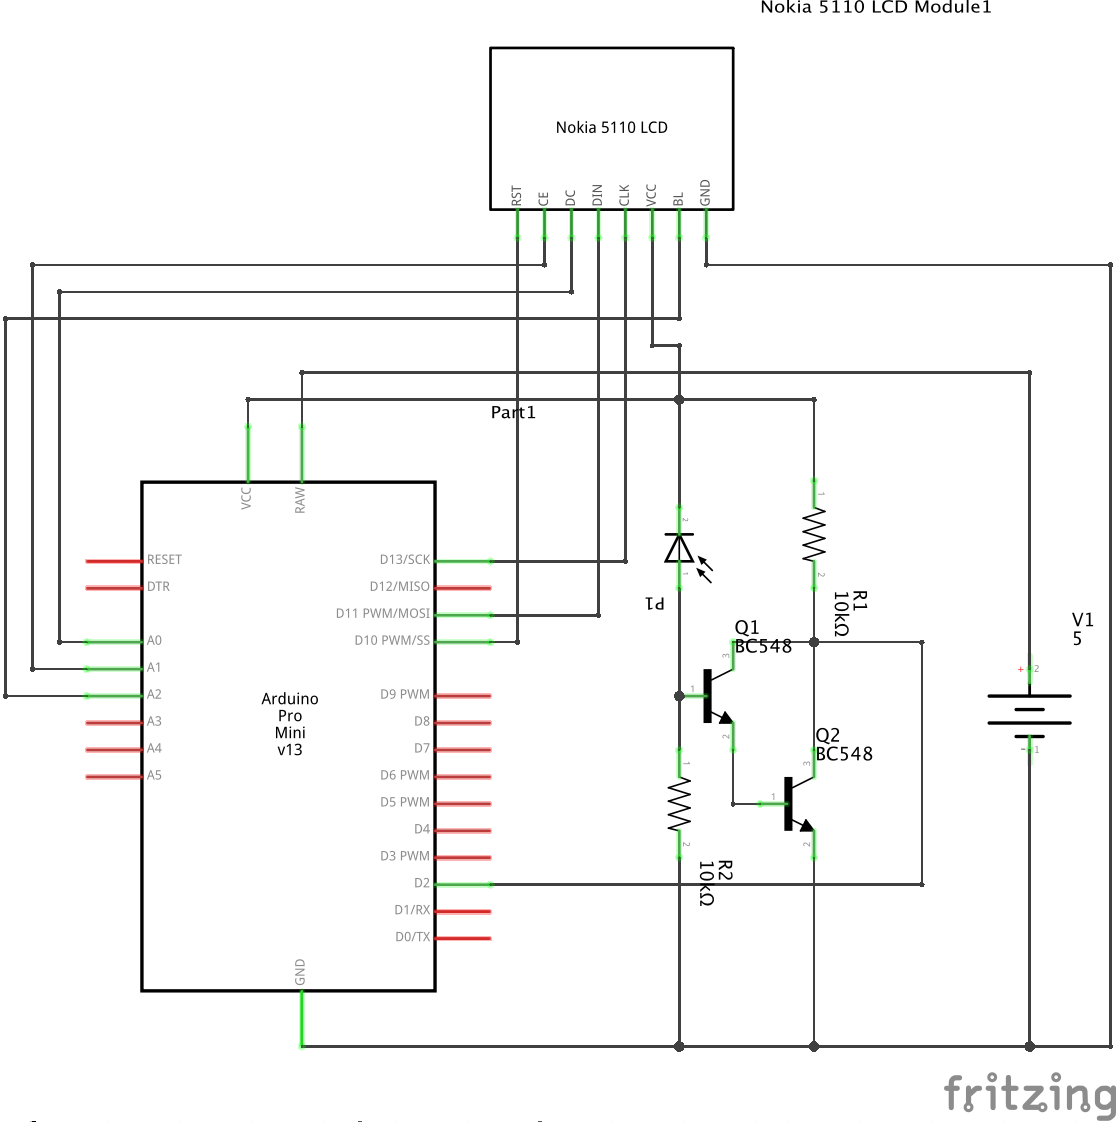 Nokia 5110 LCD Module1
Nokia 5110 LCD
RST
CE
DC
DIN
CLK
VCC
BL
GND
Part1
VCC
RAW
RESET
DTR
A0
A1
A2
A3
A4
A5
Arduino
Pro
Mini
v13
D13/SCK
D12/MISO
D11 PWM/MOSI
D10 PWM/SS
D9 PWM
D8
D7
D6 PWM
D5 PWM
D4
D3 PWM
D2
D1/RX
D0/TX
GND
2
1
P1
1
2
R1
10kΩ
Q1
BC548
3
1
2
Q2
BC548
3
1
2
1
2
R2
10kΩ
V1
5
+ 2
- 1
fritzing